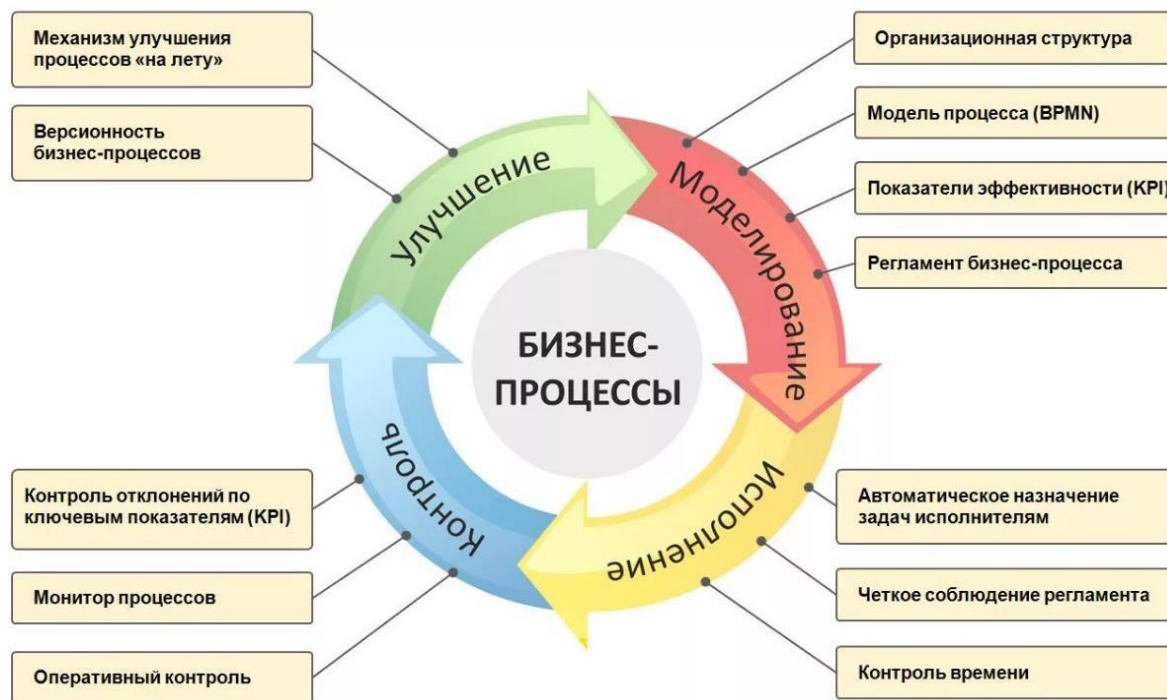 Механизм улучшения
процессов «на лету»
Версионность
бизнес-процессов
Организационная структура
Модель процесса (BPMN)
Показатели эффективности (KPI)
Регламент бизнес-процесса
Улучшение
Моделирование
БИЗНЕС-
ПРОЦЕССЫ
Контроль
Исполнение
Контроль отклонений по
ключевым показателям (KPI)
Монитор процессов
Оперативный контроль
Автоматическое назначение
задач исполнителям
Четкое соблюдение регламента
Контроль времени